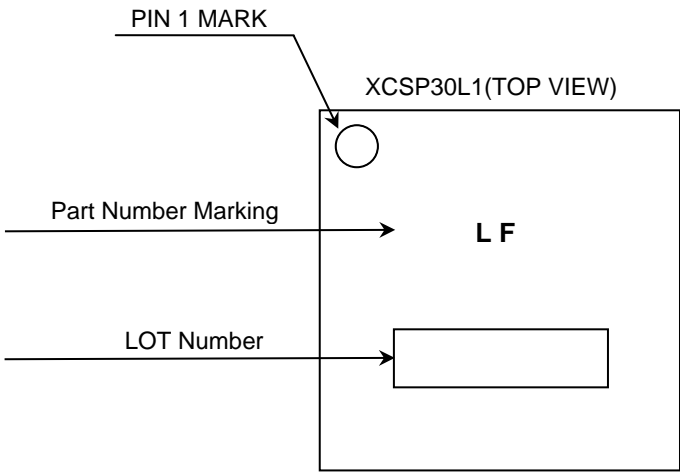 PIN 1 MARK
XCSP30L1(TOP VIEW)
Part Number Marking
L F
LOT Number